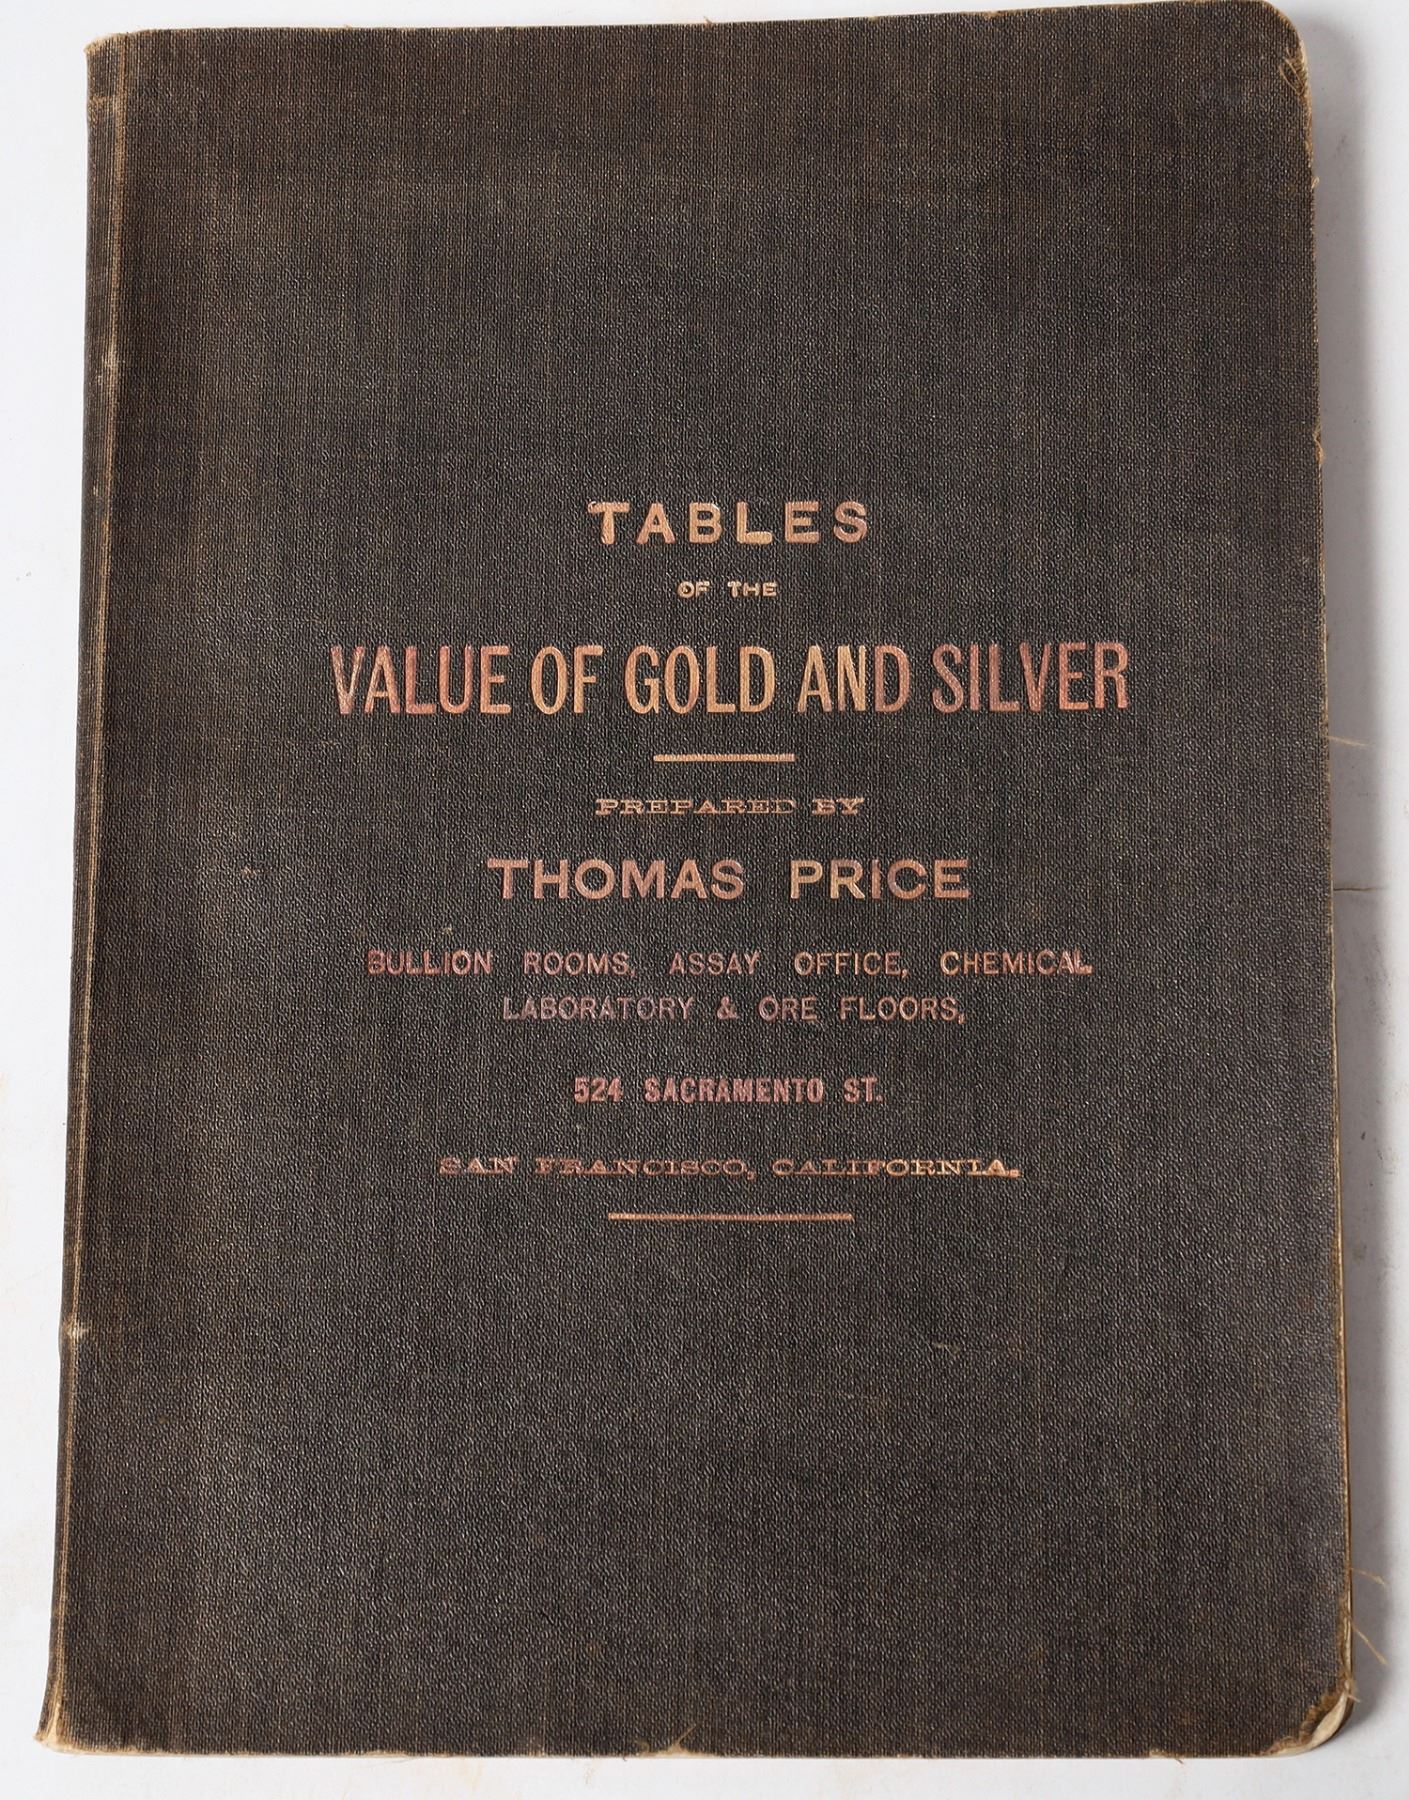 TABLES
OF THE
VALUE OF GOLD AND SILVER
PREPARED BY
THOMAS PRICE
BULLION ROOMS, ASSAY OFFICE, CHEMICAL
LABORATORY & ORE FLOORS,
524 SACRAMENTO ST.
SAN FRANCISCO, CALIFORNIA.